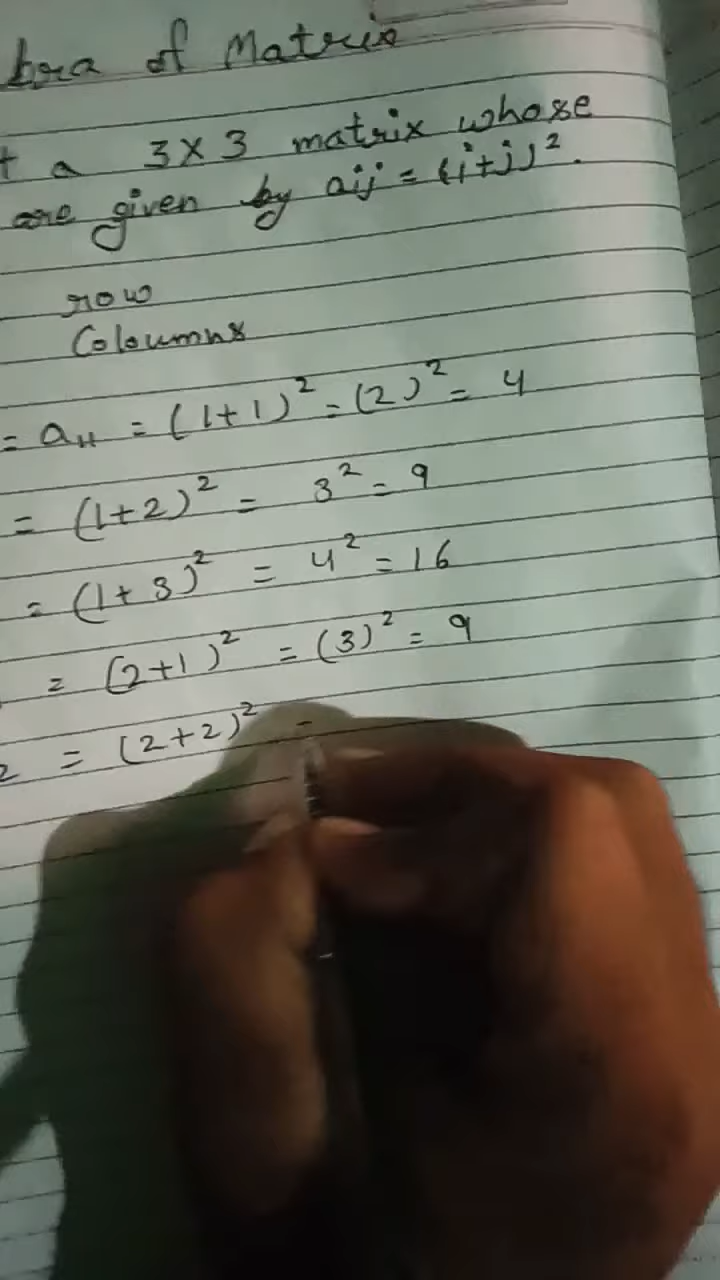 bra of Matrix
t a 3×3 matrix whose
are given by aij = (i+j)².
row
Coloumns
= a₁₁ = (1+1)² = (2)² = 4
= (1+2)² = 3² = 9
= (1+3)² = 4² = 16
= (2+1)² = (3)² = 9
2 = (2+2)² -